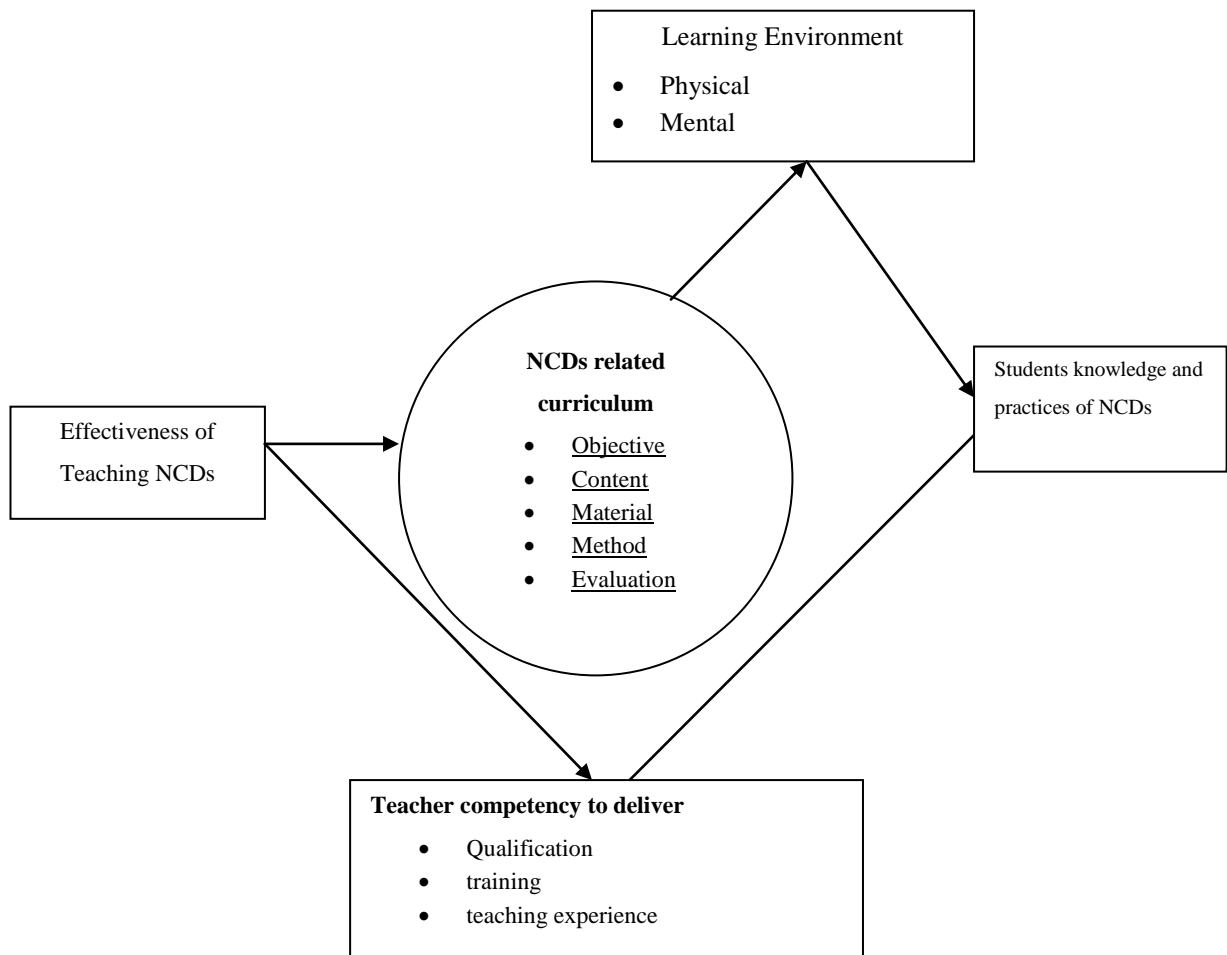 Learning Environment
• Physical
• Mental
NCDs related
curriculum
• Objective
• Content
• Material
• Method
• Evaluation
Students knowledge and
practices of NCDs
Effectiveness of
Teaching NCDs
Teacher competency to deliver
• Qualification
• training
• teaching experience